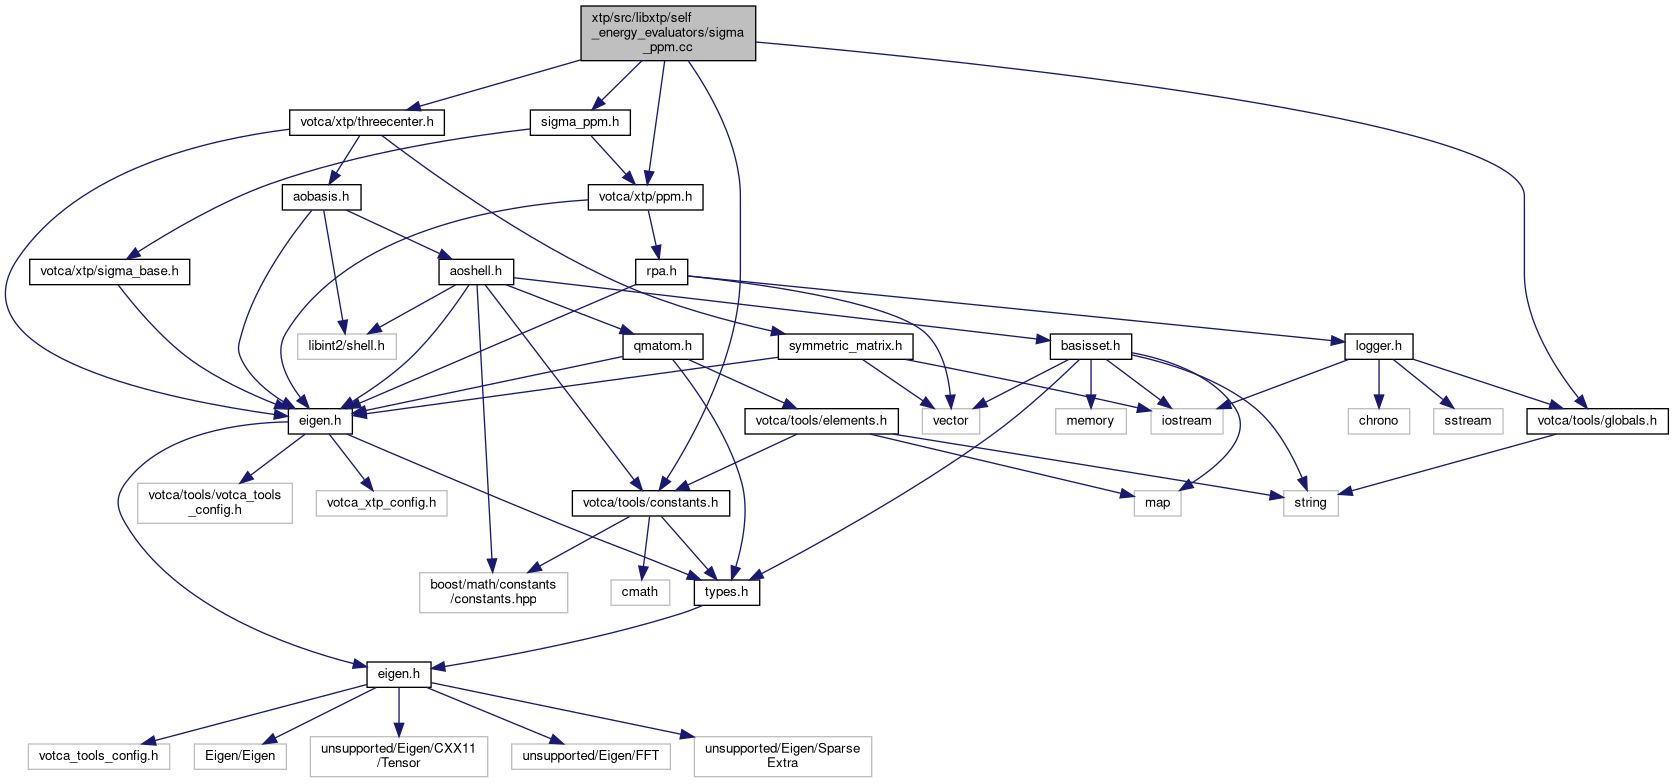 xtp/src/libxtp/self
_energy_evaluators/sigma
_ppm.cc
votca/xtp/threecenter.h
sigma_ppm.h
aobasis.h
votca/xtp/ppm.h
votca/xtp/sigma_base.h
aoshell.h
rpa.h
libint2/shell.h
qmatom.h
symmetric_matrix.h
basisset.h
logger.h
eigen.h
votca/tools/elements.h
vector
memory
iostream
chrono
sstream
votca/tools/globals.h
votca/tools/votca_tools
_config.h
votca_xtp_config.h
votca/tools/constants.h
map
string
boost/math/constants
/constants.hpp
cmath
types.h
eigen.h
votca_tools_config.h
Eigen/Eigen
unsupported/Eigen/CXX11
/Tensor
unsupported/Eigen/FFT
unsupported/Eigen/Sparse
Extra